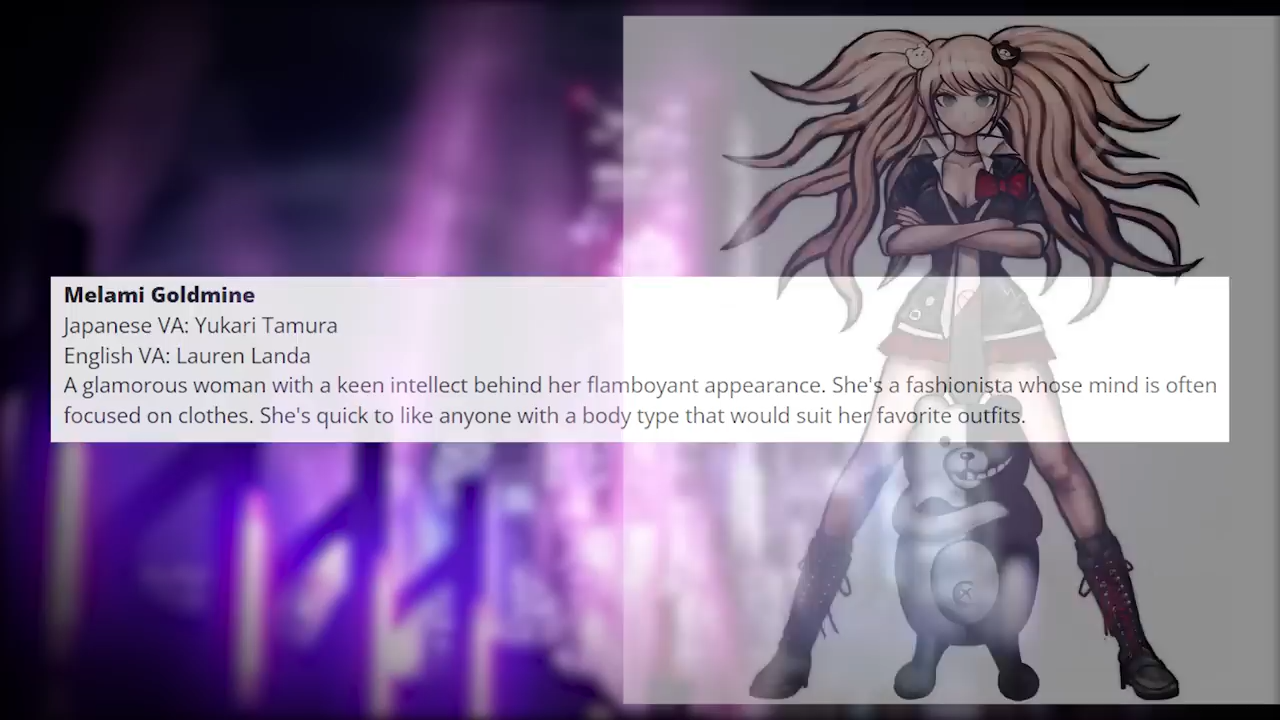 Melami Goldmine
Japanese VA: Yukari Tamura
English VA: Lauren Landa
A glamorous woman with a keen intellect behind her flamboyant appearance. She's a fashionista whose mind is often
focused on clothes. She's quick to like anyone with a body type that would suit her favorite outfits.